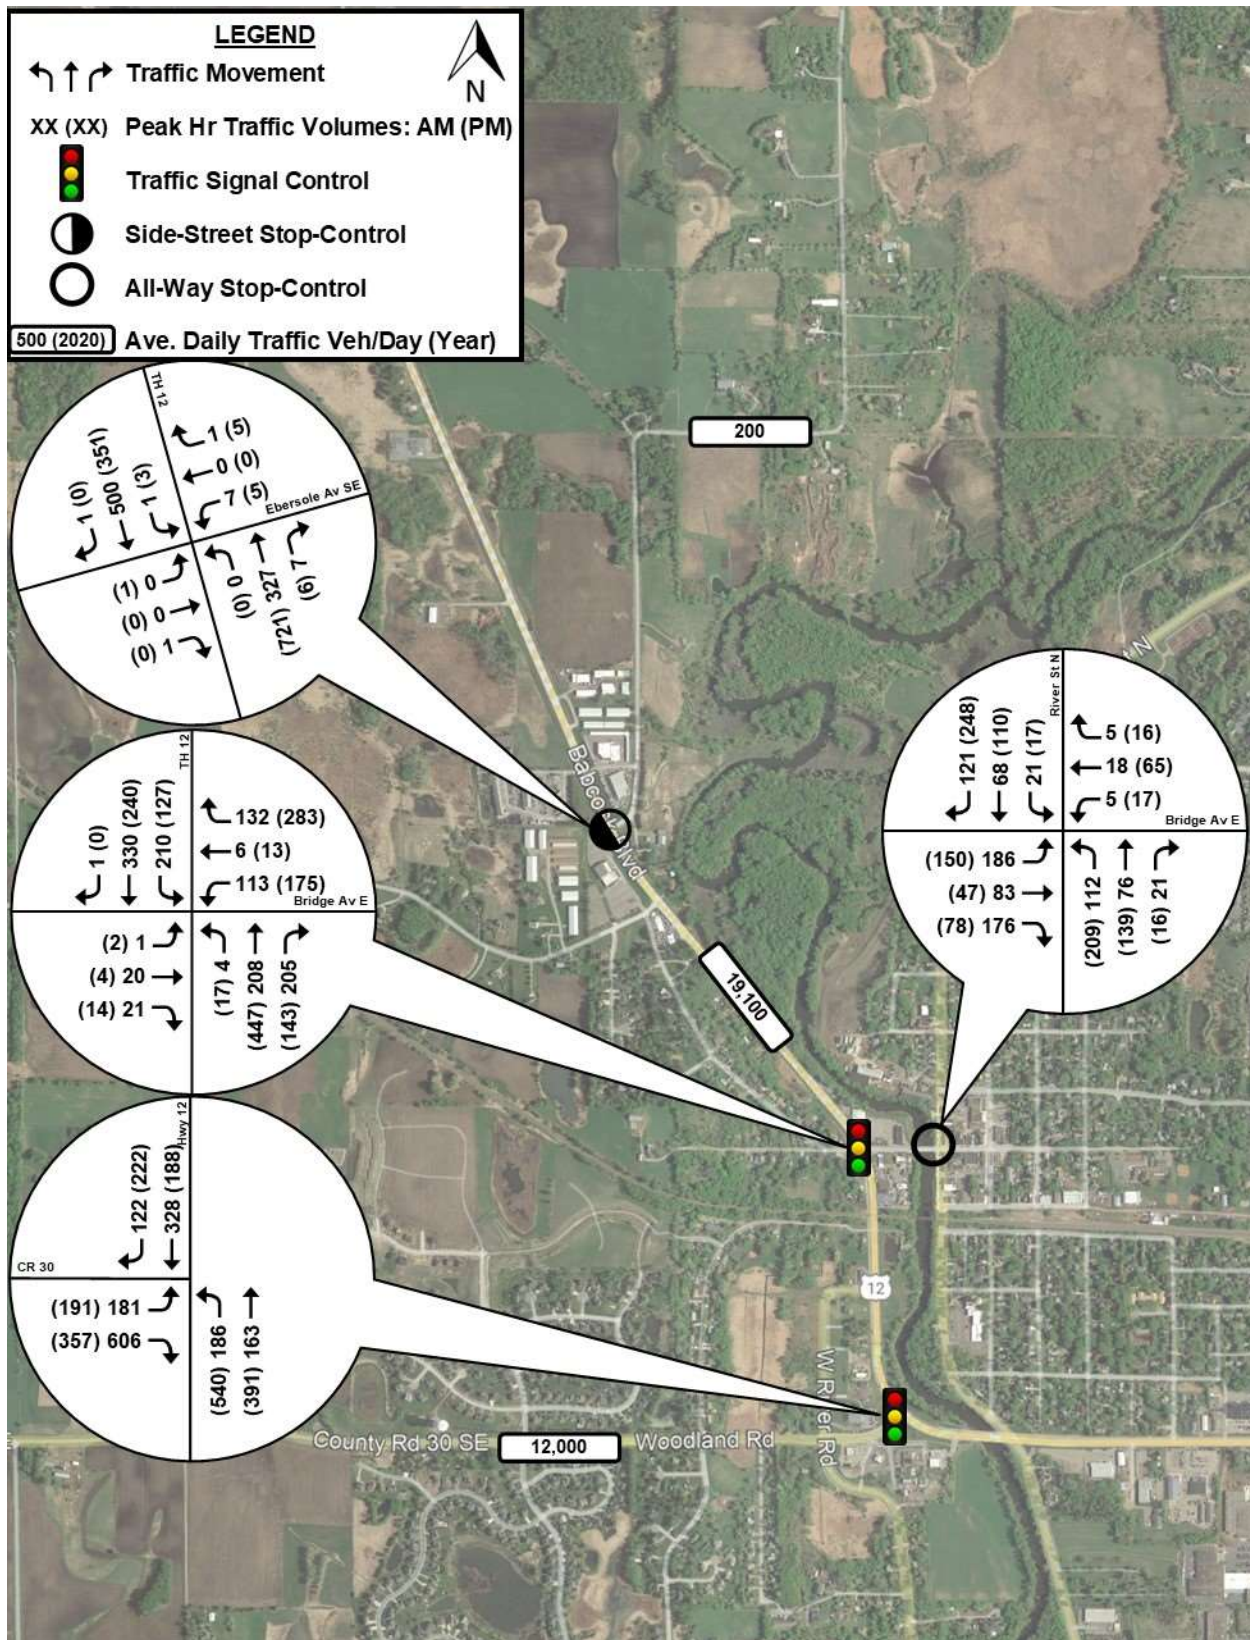 LEGEND
N
Traffic Movement
XX (XX) Peak Hr Traffic Volumes: AM (PM)
Traffic Signal Control
Side-Street Stop-Control
All-Way Stop-Control
500 (2020) Ave. Daily Traffic Veh/Day (Year)
TH 12
1 (0)
500 (351)
1 (3)
1 (5)
0 (0)
7 (5)
Ebersole Av SE
(1) 0
(0) 0
(0) 1
(0) 0
(721) 327
(6) 7
200
TH 12
1 (0)
330 (240)
210 (127)
132 (283)
6 (13)
113 (175)
Bridge Av E
(2) 1
(4) 20
(14) 21
(17) 4
(447) 208
(143) 205
t N
River St N
121 (248)
68 (110)
21 (17)
5 (16)
18 (65)
5 (17)
Bridge Av E
(150) 186
(47) 83
(78) 176
(209) 112
(139) 76
(16) 21
19,100
Hwy 12
122 (222)
328 (188)
CR 30
(191) 181
(357) 606
(540) 186
(391) 163
12
W River Rd
County Rd 30 SE
12,000
Woodland Rd